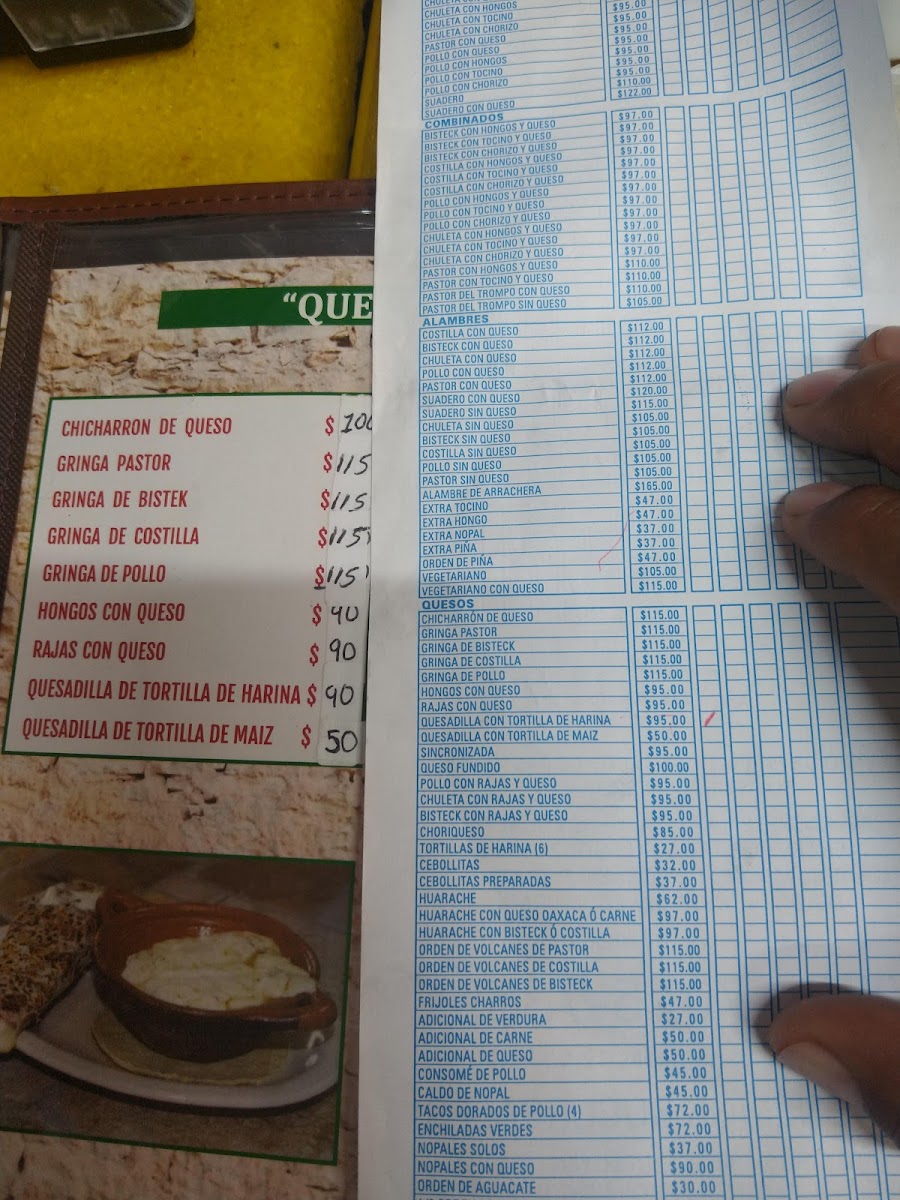 "QUE
CHICHARRON DE QUESO $ 100
GRINGA PASTOR $ 115
GRINGA DE BISTEK $ 115
GRINGA DE COSTILLA $ 115
GRINGA DE POLLO $ 115
HONGOS CON QUESO $ 90
RAJAS CON QUESO $ 90
QUESADILLA DE TORTILLA DE HARINA $ 90
QUESADILLA DE TORTILLA DE MAIZ $ 50
CHULETA CON HONGOS
CHULETA CON TOCINO $95.00
CHULETA CON CHORIZO $95.00
PASTOR CON QUESO $95.00
POLLO CON QUESO $95.00
POLLO CON HONGOS $95.00
POLLO CON TOCINO $95.00
POLLO CON CHORIZO $95.00
SUADERO $110.00
SUADERO CON QUESO $122.00
COMBINADOS
BISTECK CON HONGOS Y QUESO $97.00
BISTECK CON TOCINO Y QUESO $97.00
BISTECK CON CHORIZO Y QUESO $97.00
COSTILLA CON HONGOS Y QUESO $97.00
COSTILLA CON TOCINO Y QUESO $97.00
COSTILLA CON CHORIZO Y QUESO $97.00
POLLO CON HONGOS Y QUESO $97.00
POLLO CON TOCINO Y QUESO $97.00
POLLO CON CHORIZO Y QUESO $97.00
CHULETA CON HONGOS Y QUESO $97.00
CHULETA CON TOCINO Y QUESO $97.00
CHULETA CON CHORIZO Y QUESO $97.00
PASTOR CON HONGOS Y QUESO $110.00
PASTOR CON TOCINO Y QUESO $110.00
PASTOR DEL TROMPO CON QUESO $110.00
PASTOR DEL TROMPO SIN QUESO $105.00
ALAMBRES
COSTILLA CON QUESO $112.00
BISTECK CON QUESO $112.00
CHULETA CON QUESO $112.00
POLLO CON QUESO $112.00
PASTOR CON QUESO $112.00
SUADERO CON QUESO $120.00
SUADERO SIN QUESO $115.00
CHULETA SIN QUESO $105.00
BISTECK SIN QUESO $105.00
COSTILLA SIN QUESO $105.00
POLLO SIN QUESO $105.00
PASTOR SIN QUESO $105.00
ALAMBRE DE ARRACHERA $165.00
EXTRA TOCINO $47.00
EXTRA HONGO $47.00
EXTRA NOPAL $37.00
EXTRA PIÑA $37.00
ORDEN DE PIÑA $47.00
VEGETARIANO $105.00
VEGETARIANO CON QUESO $115.00
QUESOS
CHICHARRÓN DE QUESO $115.00
GRINGA PASTOR $115.00
GRINGA DE BISTECK $115.00
GRINGA DE COSTILLA $115.00
GRINGA DE POLLO $115.00
HONGOS CON QUESO $95.00
RAJAS CON QUESO $95.00
QUESADILLA CON TORTILLA DE HARINA $95.00
QUESADILLA CON TORTILLA DE MAIZ $50.00
SINCRONIZADA $95.00
QUESO FUNDIDO $100.00
POLLO CON RAJAS Y QUESO $95.00
CHULETA CON RAJAS Y QUESO $95.00
BISTECK CON RAJAS Y QUESO $95.00
CHORIQUESO $85.00
TORTILLAS DE HARINA (6) $27.00
CEBOLLITAS $32.00
CEBOLLITAS PREPARADAS $37.00
HUARACHE $62.00
HUARACHE CON QUESO OAXACA Ó CARNE $97.00
HUARACHE CON BISTECK Ó COSTILLA $97.00
ORDEN DE VOLCANES DE PASTOR $115.00
ORDEN DE VOLCANES DE COSTILLA $115.00
ORDEN DE VOLCANES DE BISTECK $115.00
FRIJOLES CHARROS $47.00
ADICIONAL DE VERDURA $27.00
ADICIONAL DE CARNE $50.00
ADICIONAL DE QUESO $50.00
CONSOMÉ DE POLLO $45.00
CALDO DE NOPAL $45.00
TACOS DORADOS DE POLLO (4) $72.00
ENCHILADAS VERDES $72.00
NOPALES SOLOS $37.00
NOPALES CON QUESO $90.00
ORDEN DE AGUACATE $30.00